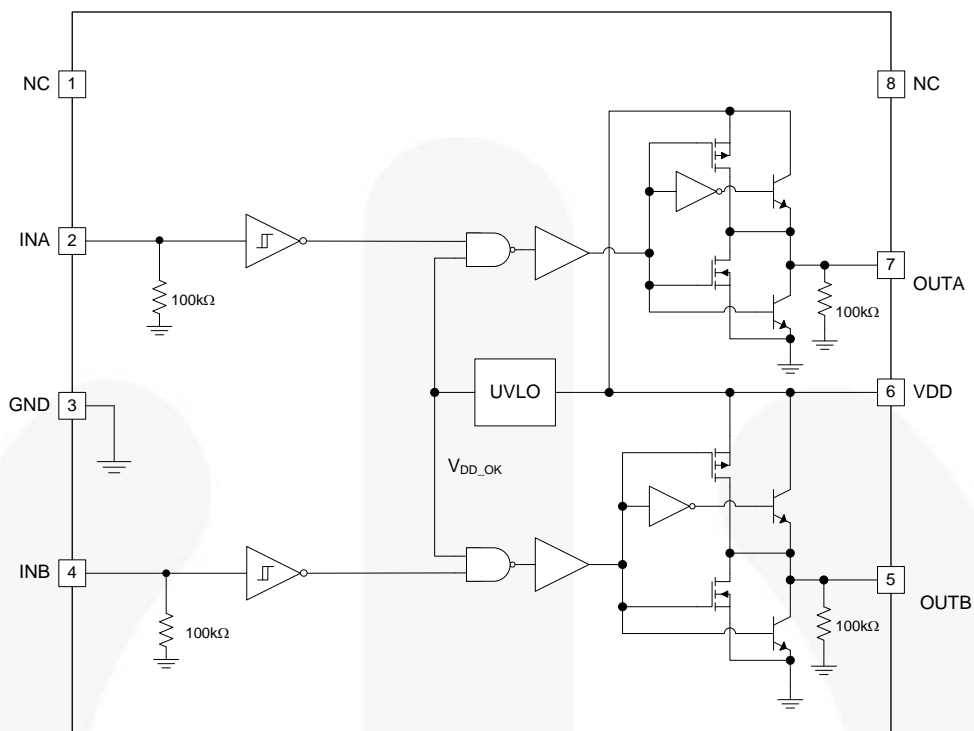 NC 1
8 NC
INA 2
7
OUTA
100kΩ
100kΩ
GND 3
UVLO
6 VDD
VDD_OK
INB 4
5
OUTB
100kΩ
100kΩ